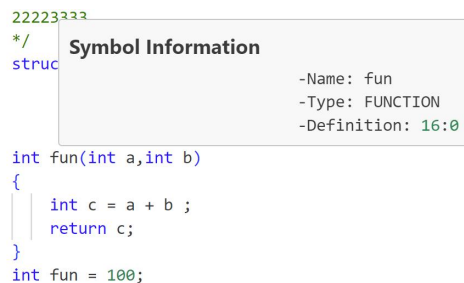 22223333
*/
struc
Symbol Information
-Name: fun
-Type: FUNCTION
-Definition: 16:0
int fun(int a,int b)
{
int c = a + b ;
return c;
}
int fun = 100;